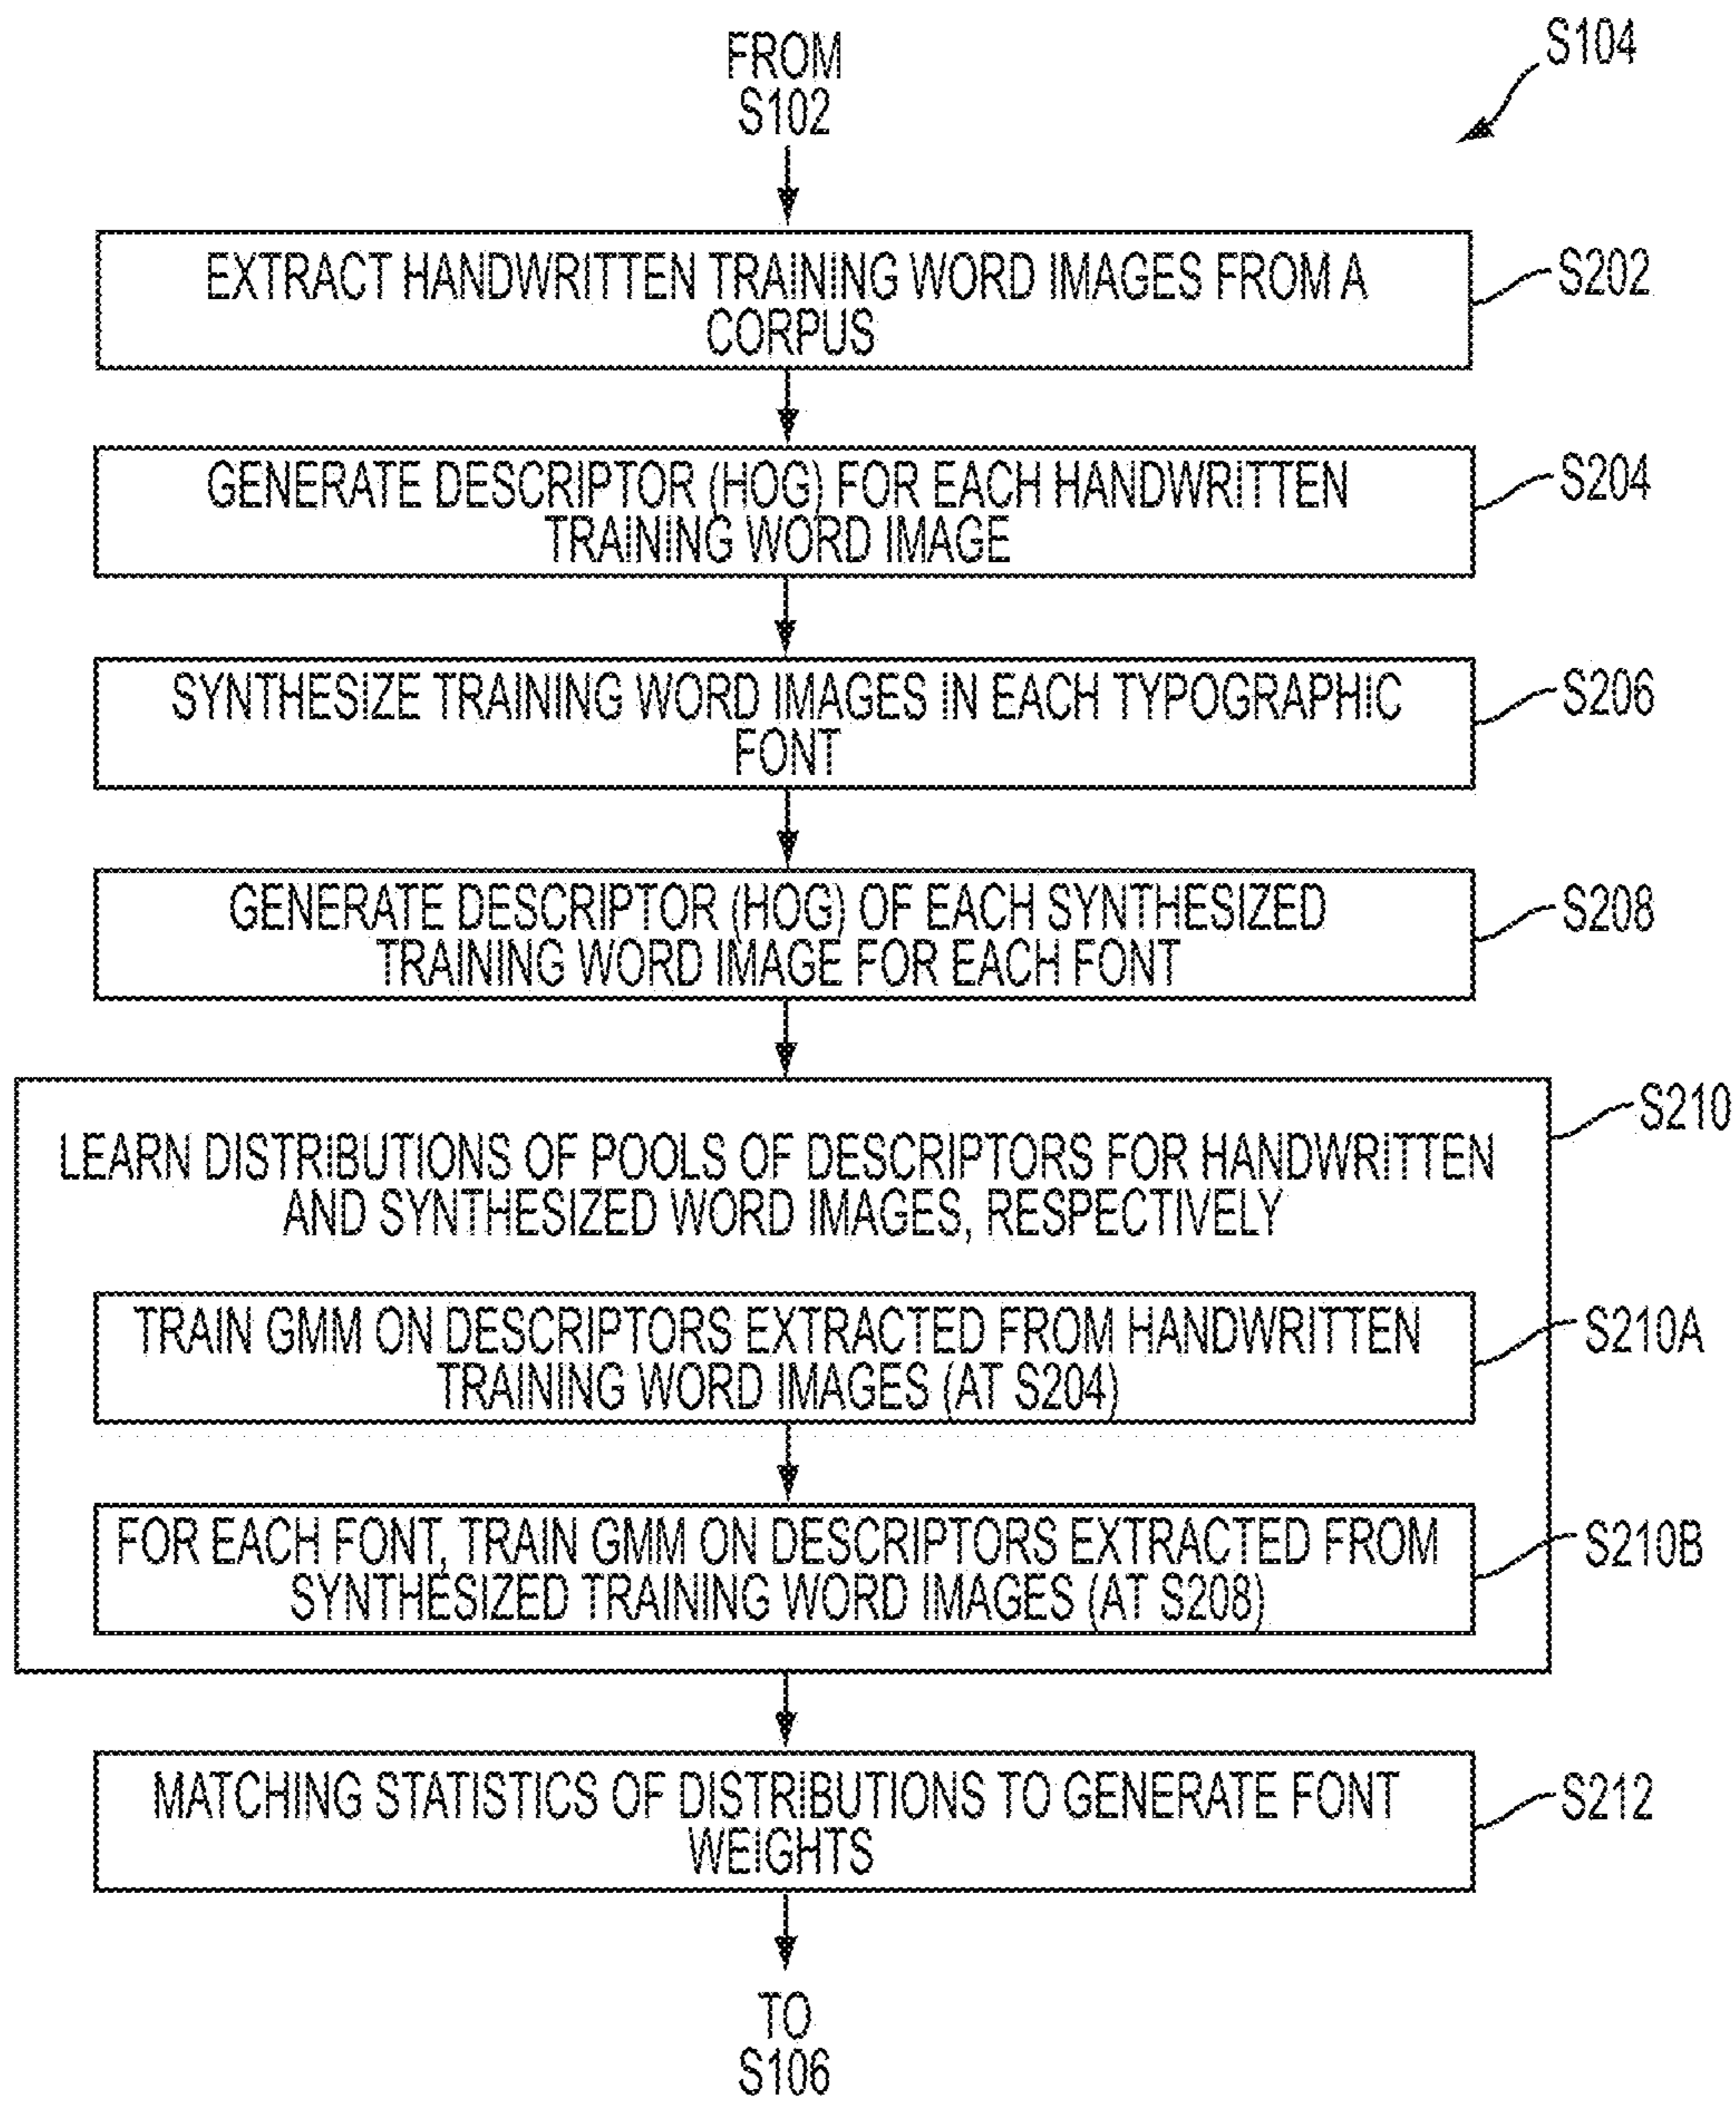 S104
FROM
S102
EXTRACT HANDWRITTEN TRAINING WORD IMAGES FROM A
CORPUS
S202
GENERATE DESCRIPTOR (HOG) FOR EACH HANDWRITTEN
TRAINING WORD IMAGE
S204
SYNTHESIZE TRAINING WORD IMAGES IN EACH TYPOGRAPHIC
FONT
S206
GENERATE DESCRIPTOR (HOG) OF EACH SYNTHESIZED
TRAINING WORD IMAGE FOR EACH FONT
S208
LEARN DISTRIBUTIONS OF POOLS OF DESCRIPTORS FOR HANDWRITTEN
AND SYNTHESIZED WORD IMAGES, RESPECTIVELY
S210
TRAIN GMM ON DESCRIPTORS EXTRACTED FROM HANDWRITTEN
TRAINING WORD IMAGES (AT S204)
S210A
FOR EACH FONT, TRAIN GMM ON DESCRIPTORS EXTRACTED FROM
SYNTHESIZED TRAINING WORD IMAGES (AT S208)
S210B
MATCHING STATISTICS OF DISTRIBUTIONS TO GENERATE FONT
WEIGHTS
S212
TO
S106